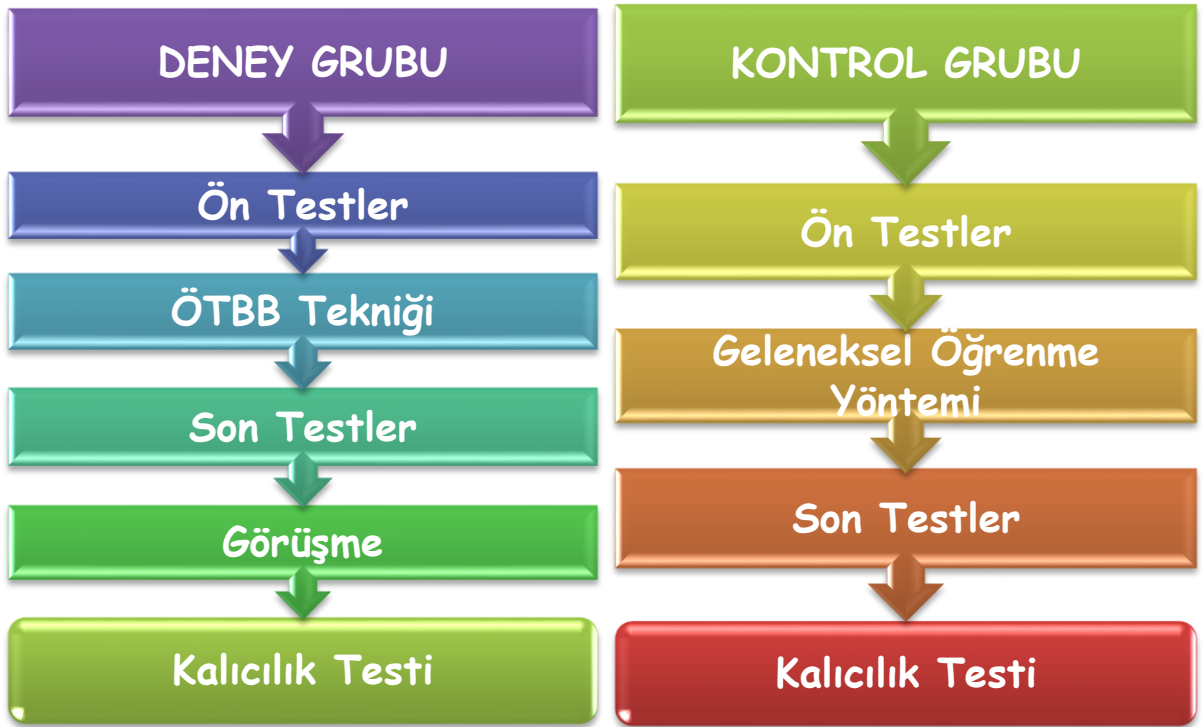 DENEY GRUBU
Ön Testler
ÖTBB Tekniği
Son Testler
Görüşme
Kalıcılık Testi
KONTROL GRUBU
Ön Testler
Geleneksel Öğrenme
Yöntemi
Son Testler
Kalıcılık Testi